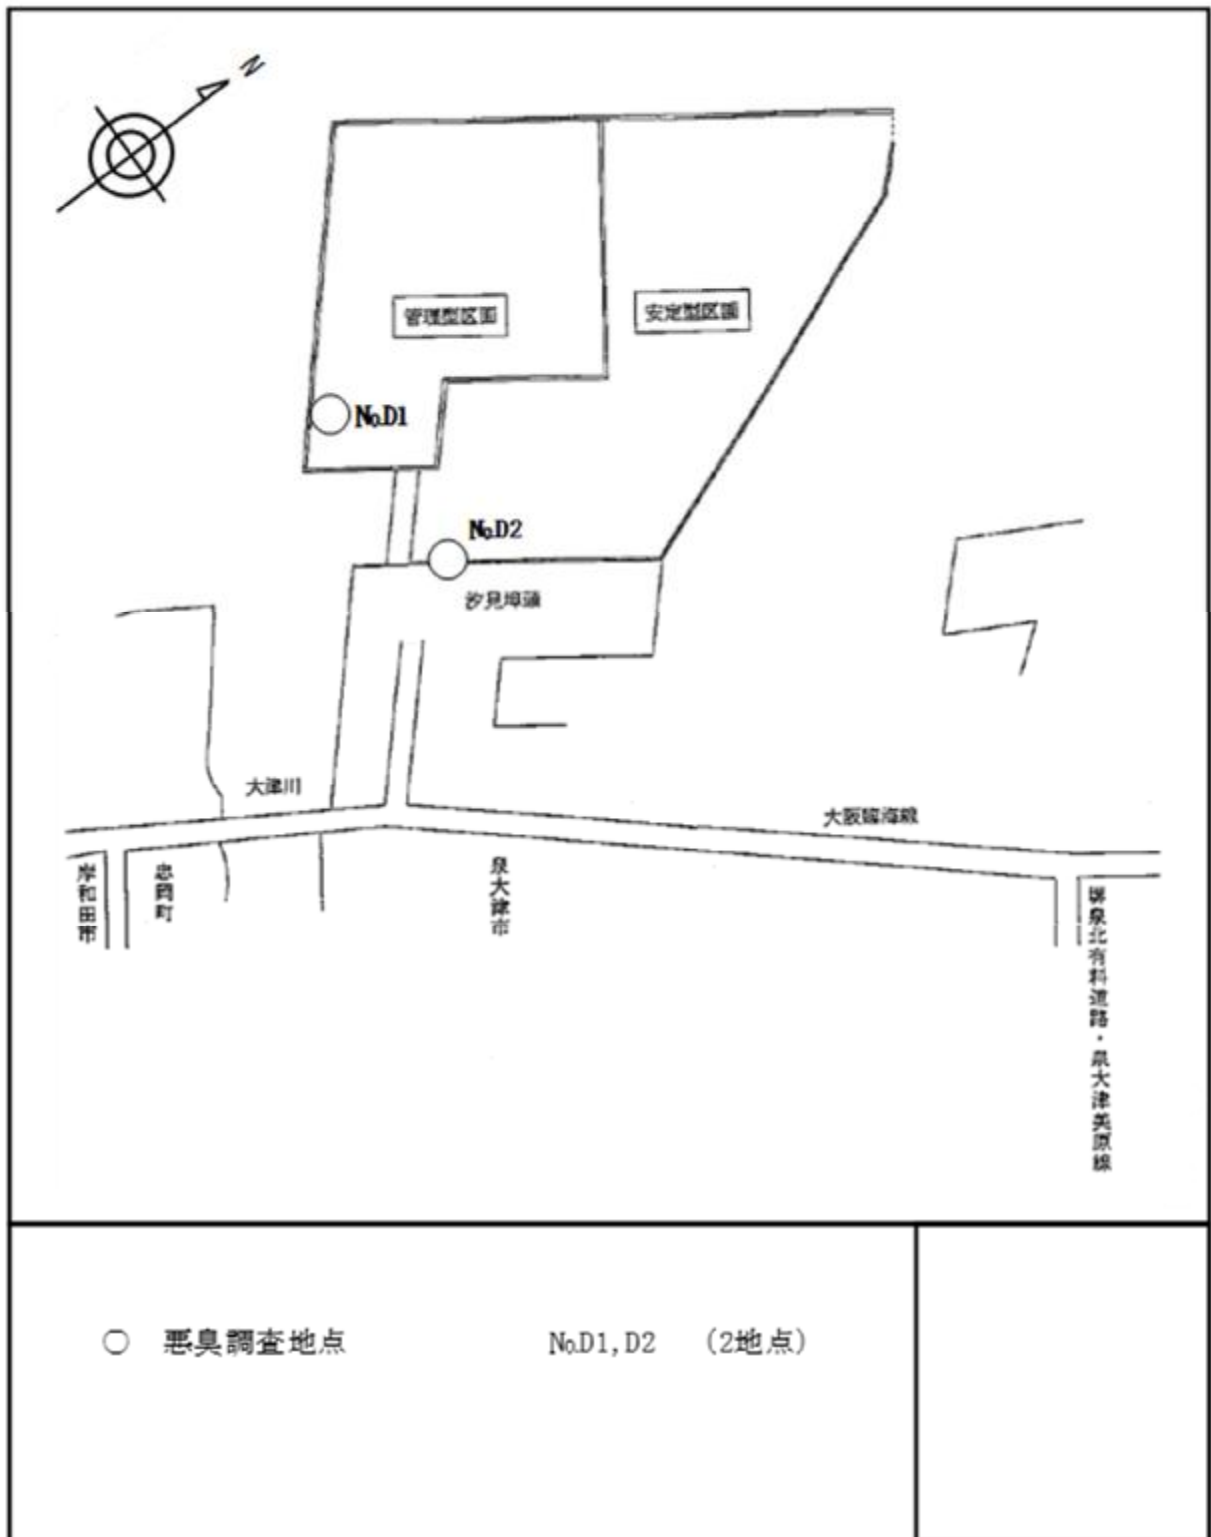 N
管理型区画
安定型区画
No.D1
No.D2
汐見埠頭
大津川
大阪臨海線
岸和田市
忠岡町
泉大津市
堺泉北有料道路・泉大津美原線
○ 悪臭調査地点 No.D1,D2 (2地点)